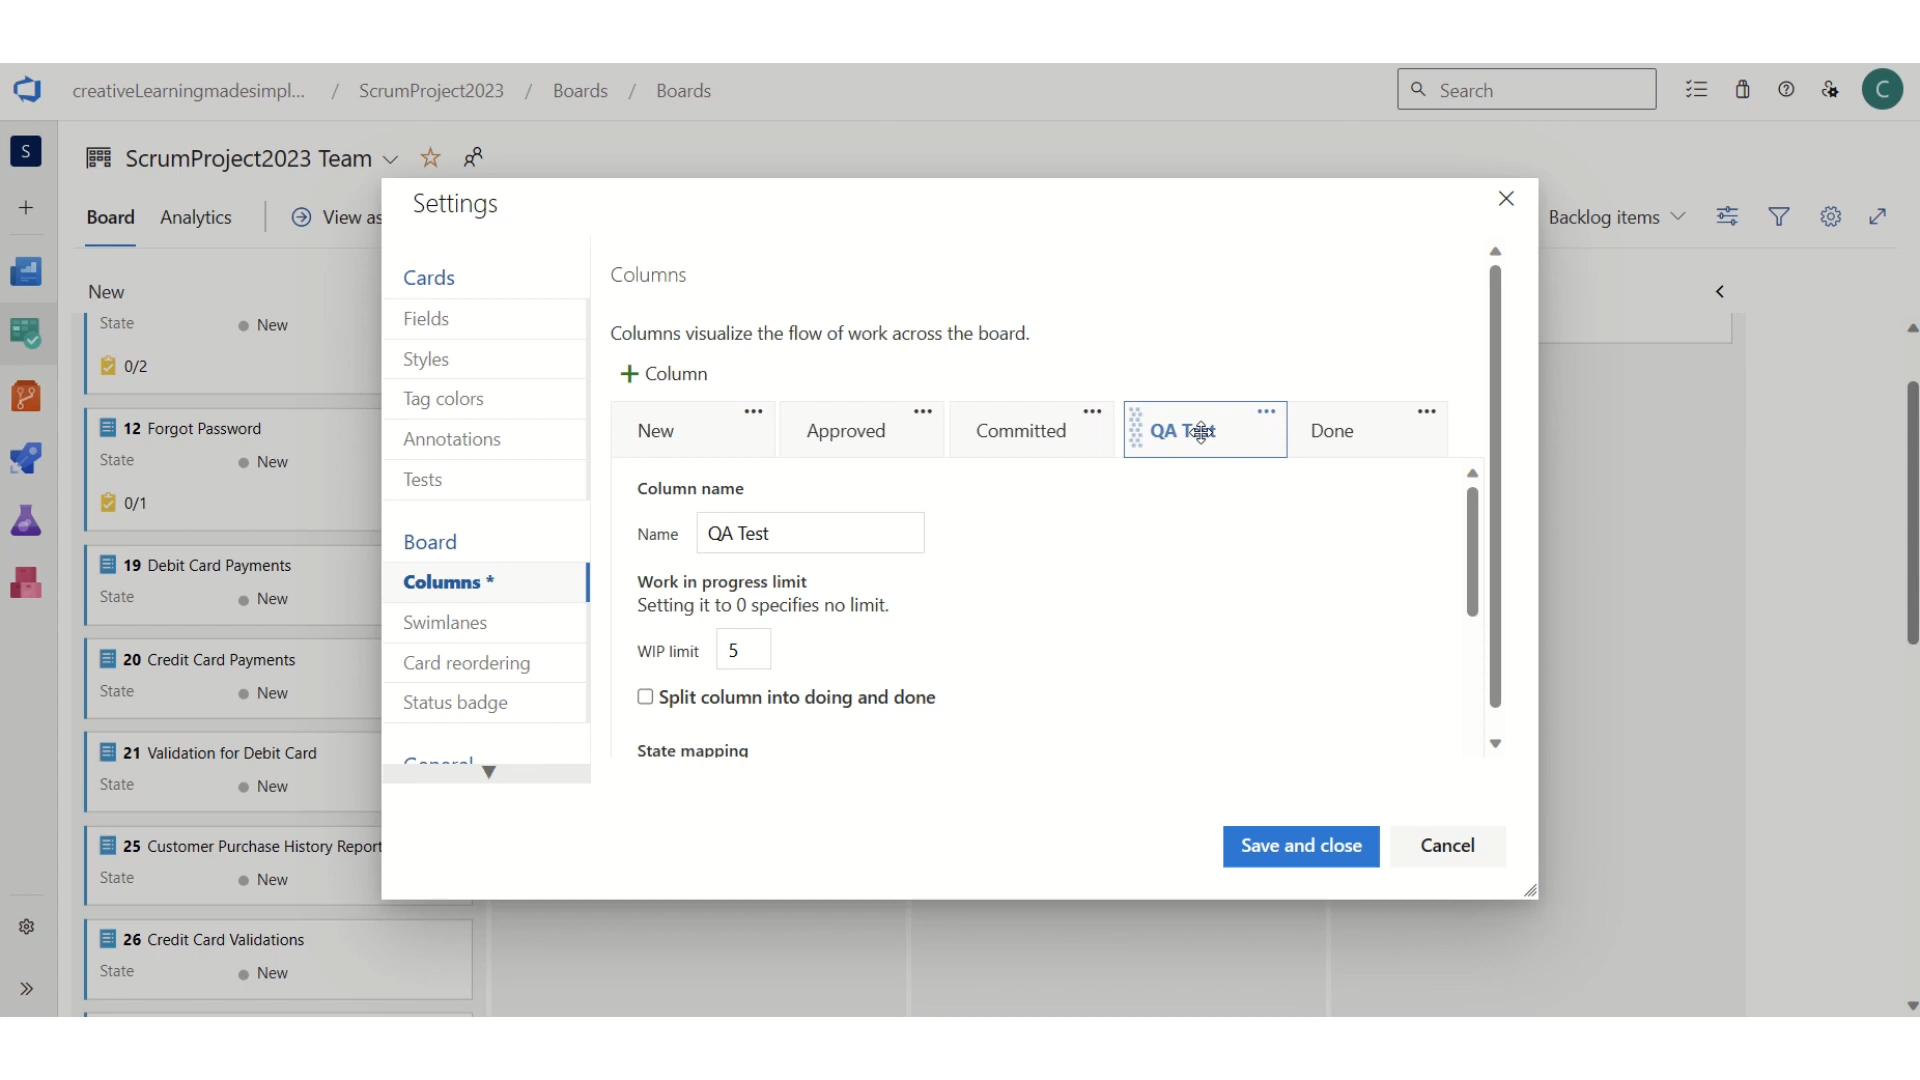 creativeLearningmadesimpl... / ScrumProject2023 / Boards / Boards
Search
C
S
ScrumProject2023 Team
Board Analytics View as
Backlog items
Settings
Cards
Fields
Styles
Tag colors
Annotations
Tests
Board
Columns *
Swimlanes
Card reordering
Status badge
General
Columns
Columns visualize the flow of work across the board.
+ Column
New ... Approved ... Committed ... QA Test ... Done ...
Column name
Name QA Test
Work in progress limit
Setting it to 0 specifies no limit.
WIP limit 5
Split column into doing and done
State mapping
Save and close Cancel
New
State New
0/2
12 Forgot Password
State New
0/1
19 Debit Card Payments
State New
20 Credit Card Payments
State New
21 Validation for Debit Card
State New
25 Customer Purchase History Report
State New
26 Credit Card Validations
State New